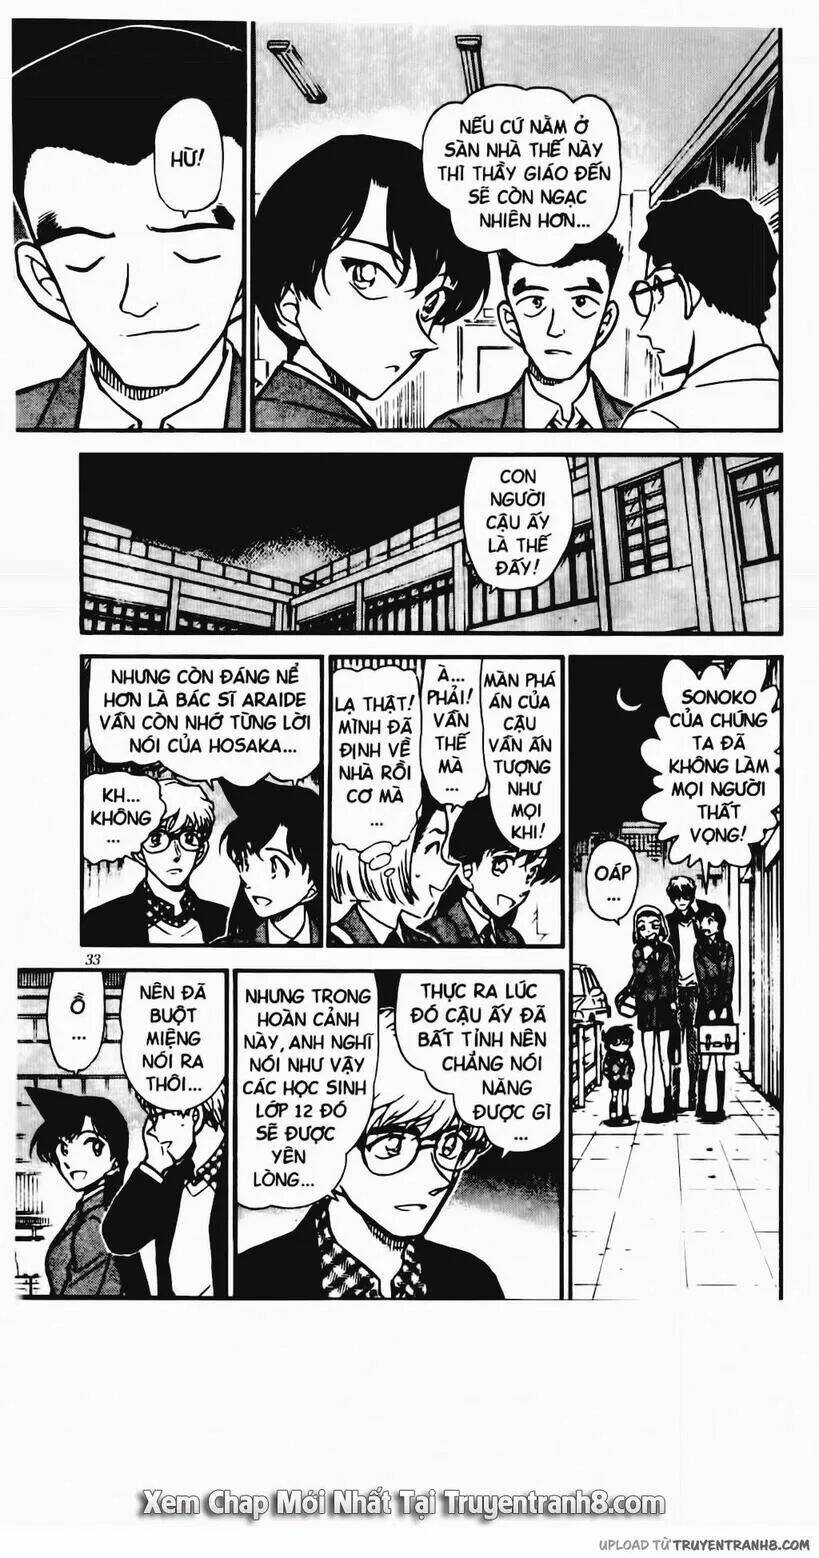 NẾU CỨ NẰM Ở
SÀN NHÀ THẾ NÀY
THÌ THẦY GIÁO ĐẾN
SẼ CÒN NGẠC
NHIÊN HƠN...
HỪ!
CON
NGƯỜI
CẬU ẤY
LÀ THẾ
ĐẤY!
SONOKO
CỦA CHÚNG
TA ĐÃ
KHÔNG LÀM
MỌI NGƯỜI
THẤT
VỌNG!
OÁP
...
MÀN PHÁ
ÁN CỦA
CẬU
VẪN ẤN
TƯỢNG
NHƯ
MỌI
KHI!
À...
PHẢI!
VẪN
THẾ
MÀ
...
LẠ THẬT!
MÌNH ĐÃ
ĐỊNH VỀ
NHÀ RỒI
CƠ MÀ
...
NHƯNG CÒN ĐÁNG NỂ
HƠN LÀ BÁC SĨ ARAIDE
VẪN CÒN NHỚ TỪNG LỜI
NÓI CỦA HOSAKA...
KH...
KHÔNG
...
33
THỰC RA LÚC
ĐÓ CẬU ẤY ĐÃ
BẤT TỈNH NÊN
CHẲNG NÓI
NĂNG
ĐƯỢC GÌ
...
NHƯNG TRONG
HOÀN CẢNH
NÀY, ANH NGHĨ
NÓI NHƯ VẬY
CÁC HỌC SINH
LỚP 12 ĐÓ
SẼ ĐƯỢC
YÊN
LÒNG...
NÊN ĐÃ
BUỘT
MIỆNG
NÓI RA
THÔI...
Ồ
...
Xem Chap Mới Nhất Tại Truyentranh8.com
UPLOAD TỪ TRUYENTRANH8.COM